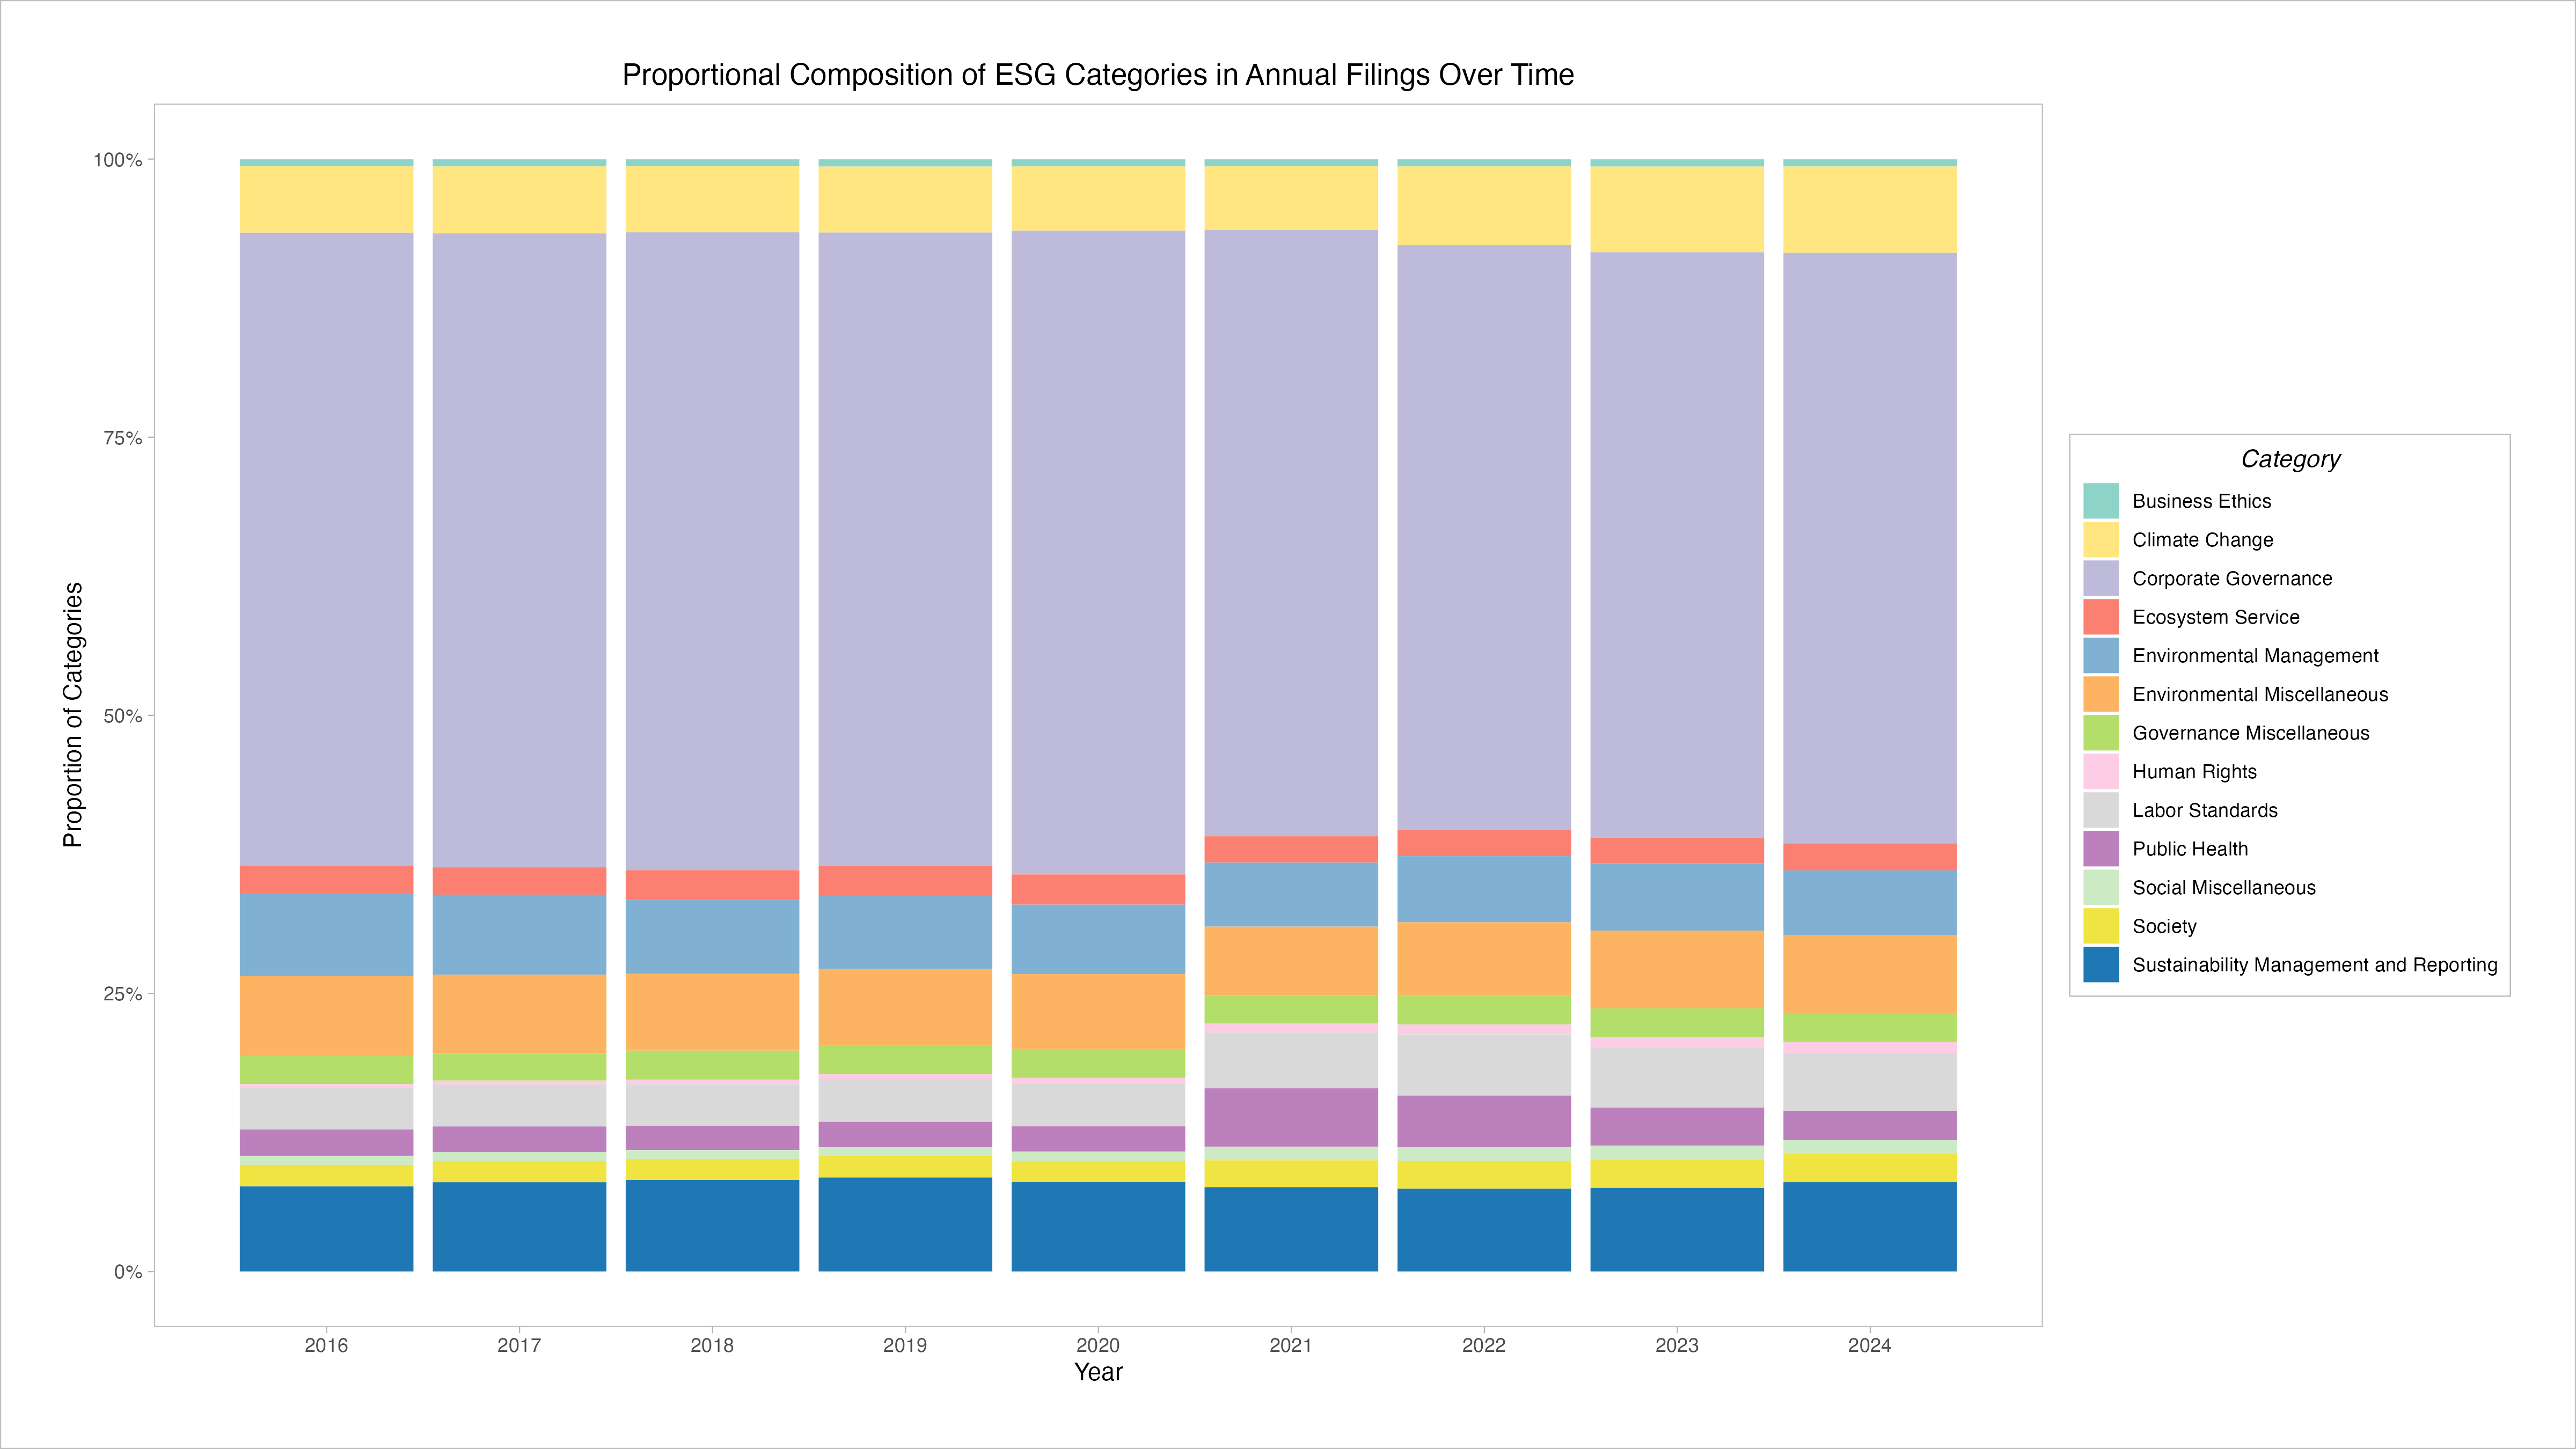 Proportional Composition of ESG Categories in Annual Filings Over Time
Proportion of Categories
100%
75%
50%
25%
0%
2016
2017
2018
2019
2020
2021
2022
2023
2024
Year
Category
Business Ethics
Climate Change
Corporate Governance
Ecosystem Service
Environmental Management
Environmental Miscellaneous
Governance Miscellaneous
Human Rights
Labor Standards
Public Health
Social Miscellaneous
Society
Sustainability Management and Reporting